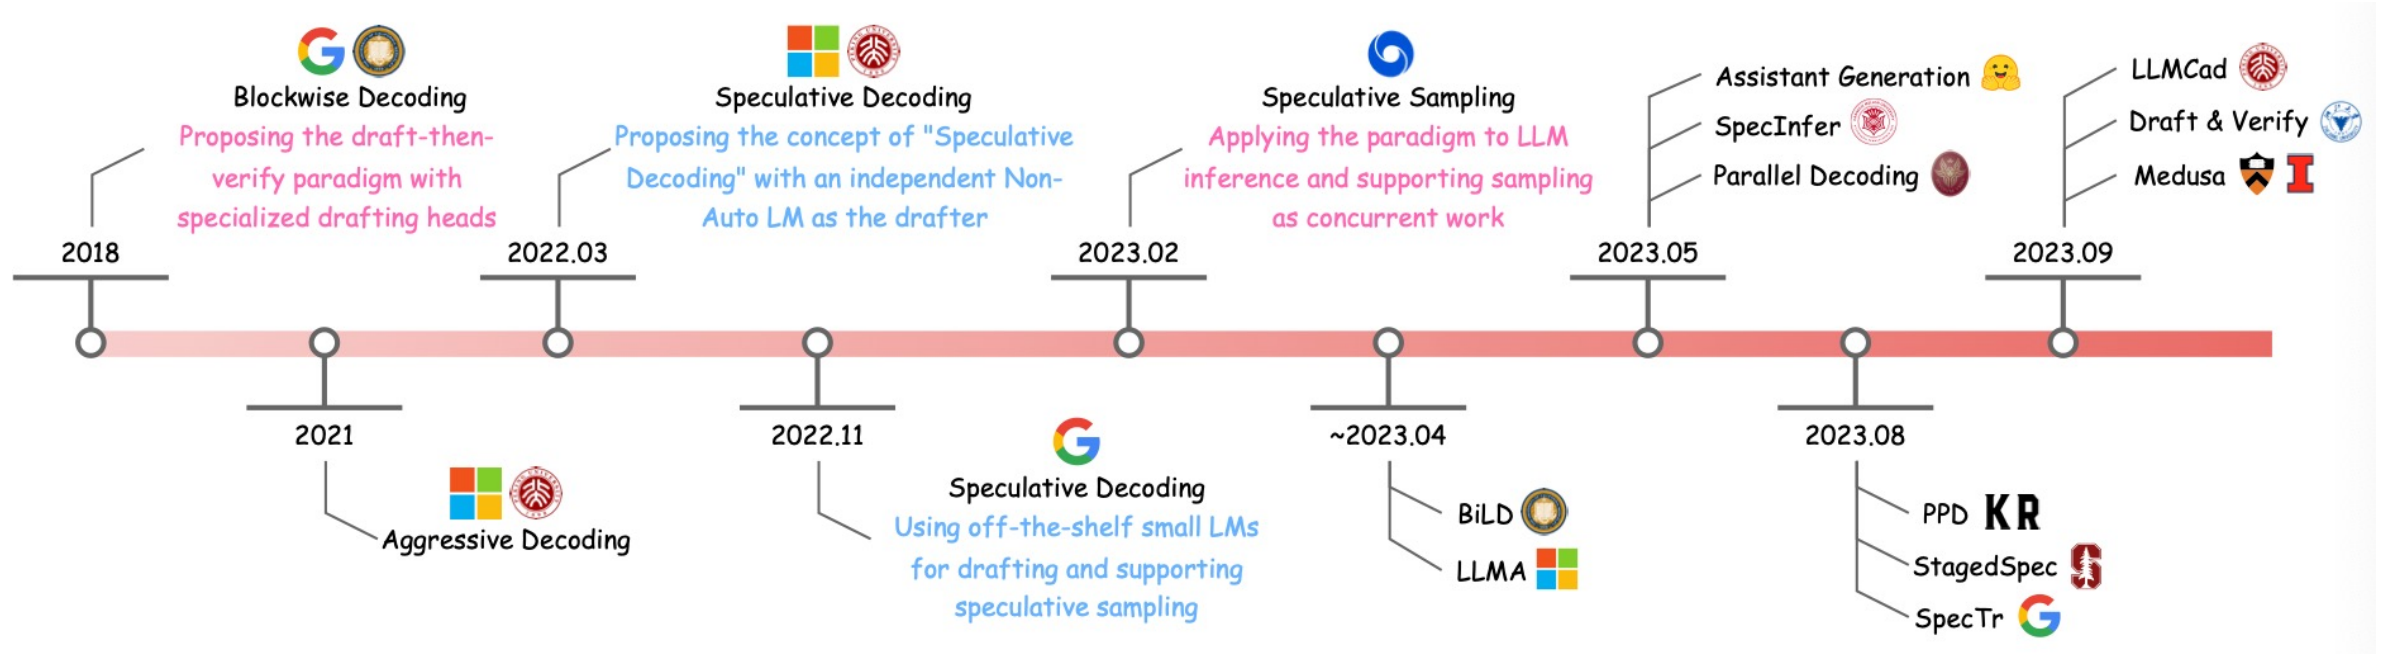 Blockwise Decoding
Proposing the draft-then-
verify paradigm with
specialized drafting heads
2018
2021
Aggressive Decoding
Speculative Decoding
Proposing the concept of "Speculative
Decoding" with an independent Non-
Auto LM as the drafter
2022.03
2022.11
Speculative Decoding
Using off-the-shelf small LMs
for drafting and supporting
speculative sampling
Speculative Sampling
Applying the paradigm to LLM
inference and supporting sampling
as concurrent work
2023.02
~2023.04
BiLD
LLMA
Assistant Generation
SpecInfer
Parallel Decoding
2023.05
2023.08
PPD KR
StagedSpec
SpecTr
LLMCad
Draft & Verify
Medusa
2023.09